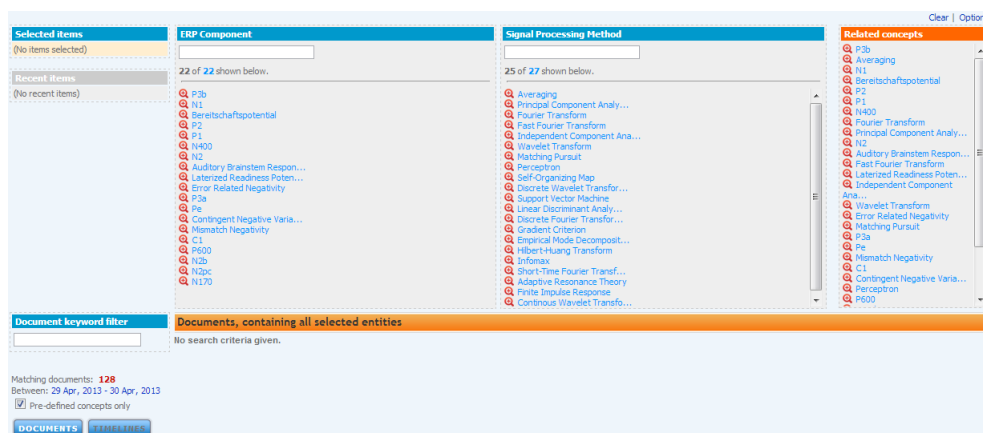 Clear | Option
Selected items
(No items selected)
Recent items
(No recent items)
ERP Component
22 of 22 shown below.
P3b
N1
Bereitschaftspotential
P2
P1
N400
N2
Auditory Brainstem Respon...
Laterized Readiness Poten...
Error Related Negativity
P3a
Pe
Contingent Negative Varia...
Mismatch Negativity
C1
P600
N2b
N2pc
N170
Signal Processing Method
25 of 27 shown below.
Averaging
Principal Component Analy...
Fourier Transform
Fast Fourier Transform
Independent Component Ana...
Wavelet Transform
Matching Pursuit
Perceptron
Self-Organizing Map
Discrete Wavelet Transfor...
Support Vector Machine
Linear Discriminant Analy...
Discrete Fourier Transfor...
Gradient Criterion
Empirical Mode Decomposit...
Hilbert-Huang Transform
Infomax
Short-Time Fourier Transf...
Adaptive Resonance Theory
Finite Impulse Response
Continous Wavelet Transfo...
Related concepts
P3b
Averaging
N1
Bereitschaftspotential
P2
P1
N400
Fourier Transform
Principal Component Analy...
N2
Auditory Brainstem Respon...
Fast Fourier Transform
Laterized Readiness Poten...
Independent Component
Ana...
Wavelet Transform
Error Related Negativity
Matching Pursuit
P3a
Pe
Mismatch Negativity
C1
Contingent Negative Varia...
Perceptron
P600
Document keyword filter
Matching documents: 128
Between: 29 Apr, 2013 - 30 Apr, 2013
Pre-defined concepts only
DOCUMENTS TIMELINES
Documents, containing all selected entities
No search criteria given.